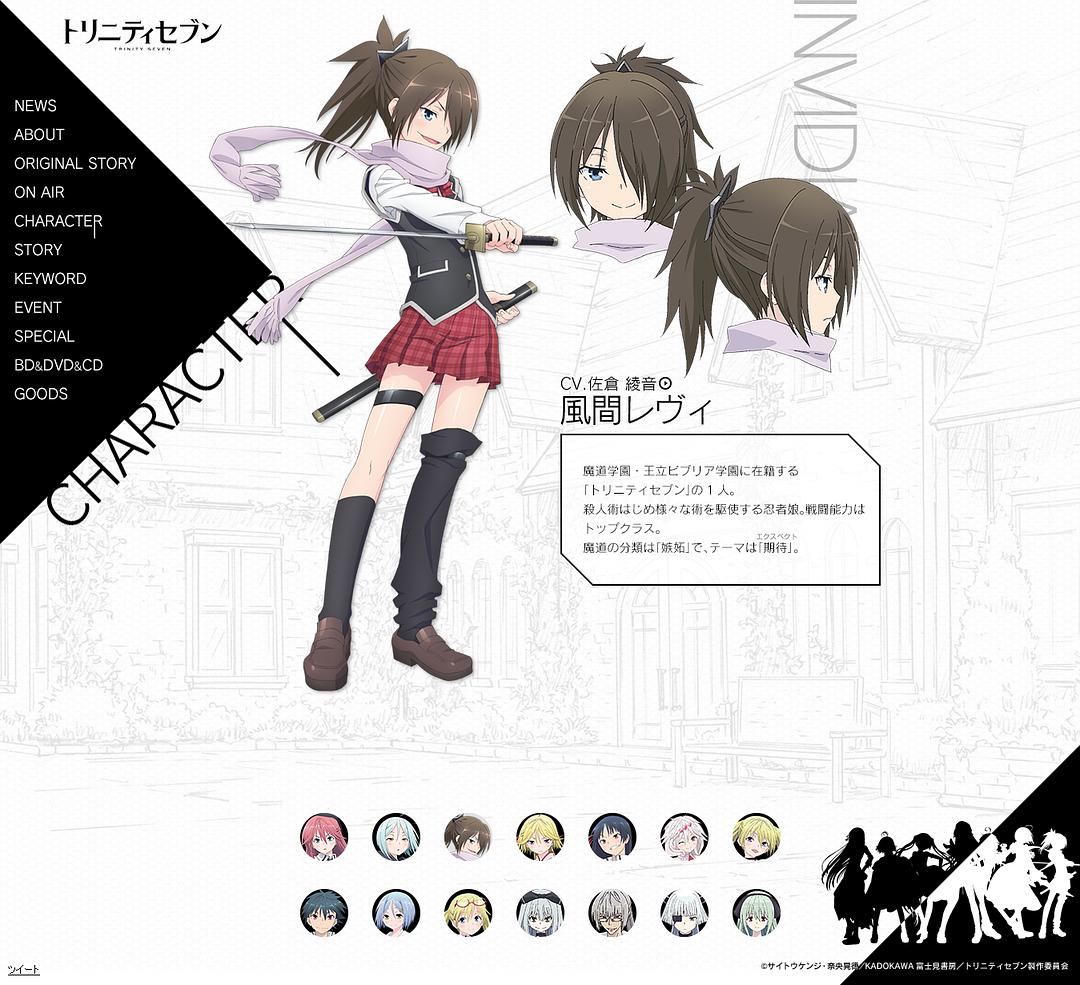 トリニティセブン
TRINITY SEVEN
NEWS
ABOUT
ORIGINAL STORY
ON AIR
CHARACTER
STORY
KEYWORD
EVENT
SPECIAL
BD&DVD&CD
GOODS
CHARACTER
INVIDIA
CV.佐倉 綾音
風間レヴィ
魔道学園・王立ビブリア学園に在籍する
「トリニティセブン」の1人。
殺人術はじめ様々な術を駆使する忍者娘。戦闘能力は
トップクラス。
エクスペクト
魔道の分類は「嫉妬」で、テーマは「期待」。
ツイート
©サイトウケンジ・奈央晃徳／KADOKAWA 富士見書房／トリニティセブン製作委員会